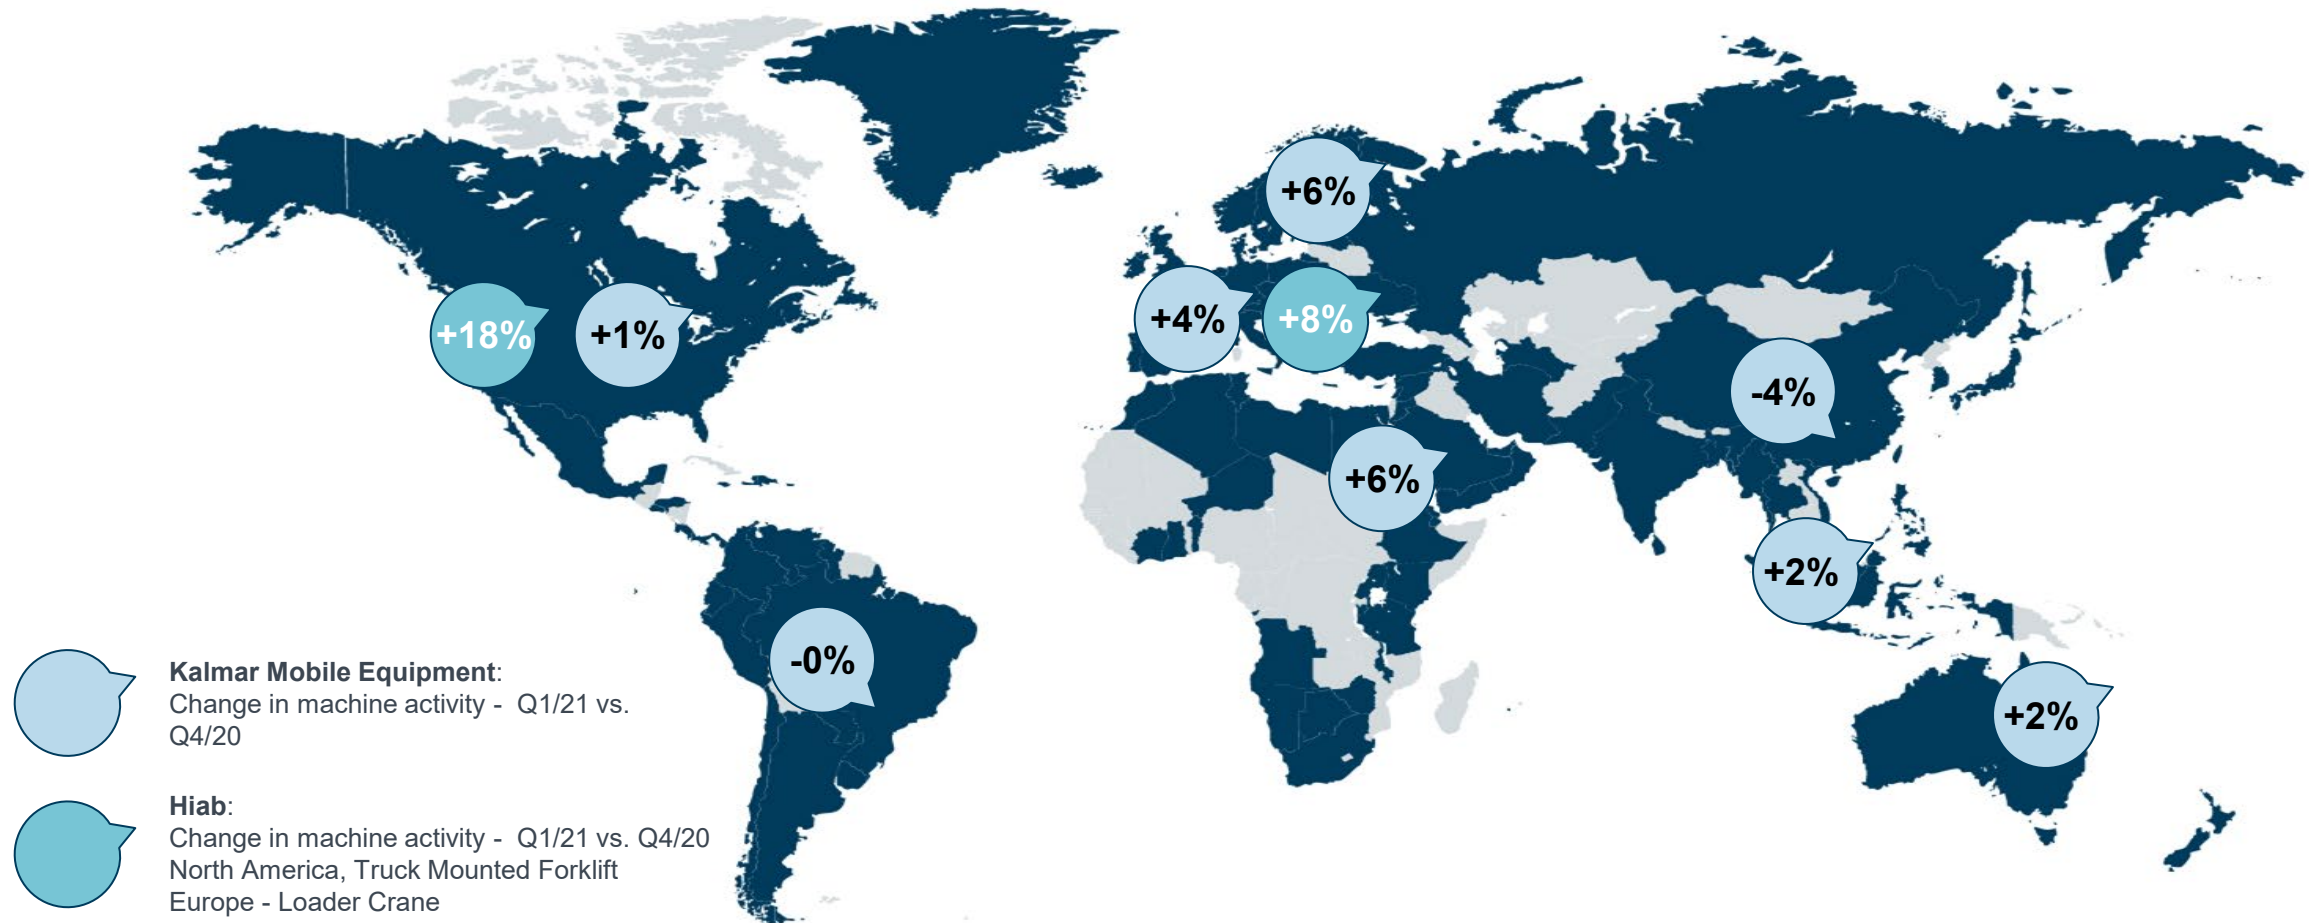 +6%
+4%
+8%
+18%
+1%
-4%
+6%
+2%
-0%
+2%
Kalmar Mobile Equipment:
Change in machine activity - Q1/21 vs.
Q4/20
Hiab:
Change in machine activity - Q1/21 vs. Q4/20
North America, Truck Mounted Forklift
Europe - Loader Crane